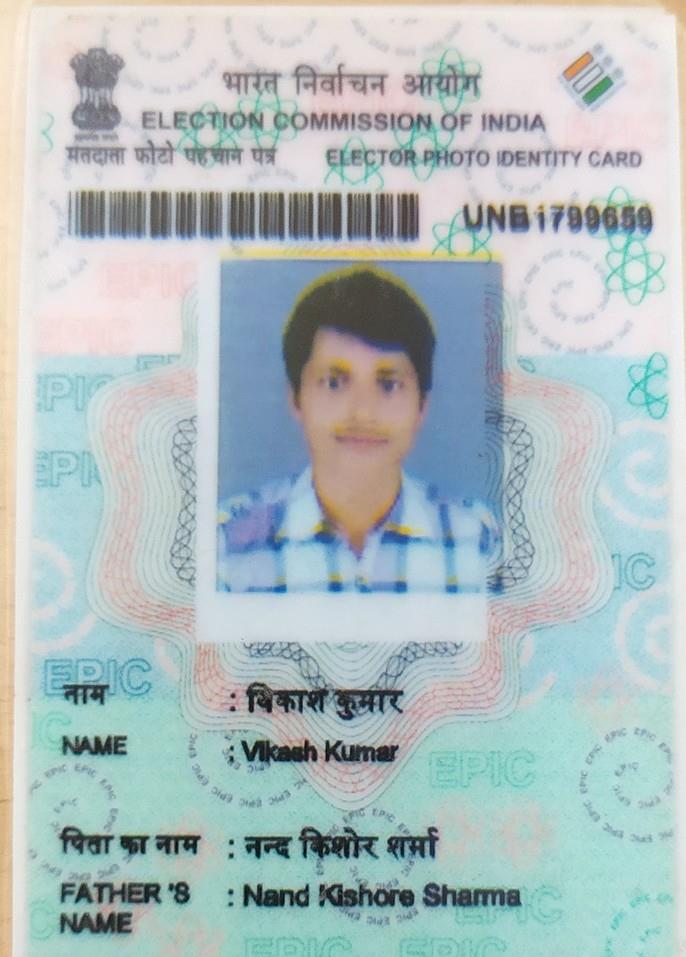 भारत निर्वाचन आयोग
ELECTION COMMISSION OF INDIA
मतदाता फोटो पहचान पत्र ELECTOR PHOTO IDENTITY CARD
UNB1799659
नाम : विकाश कुमार
NAME : Vikash Kumar
पिता का नाम : नन्द किशोर शर्मा
FATHER 'S : Nand Kishore Sharma
NAME